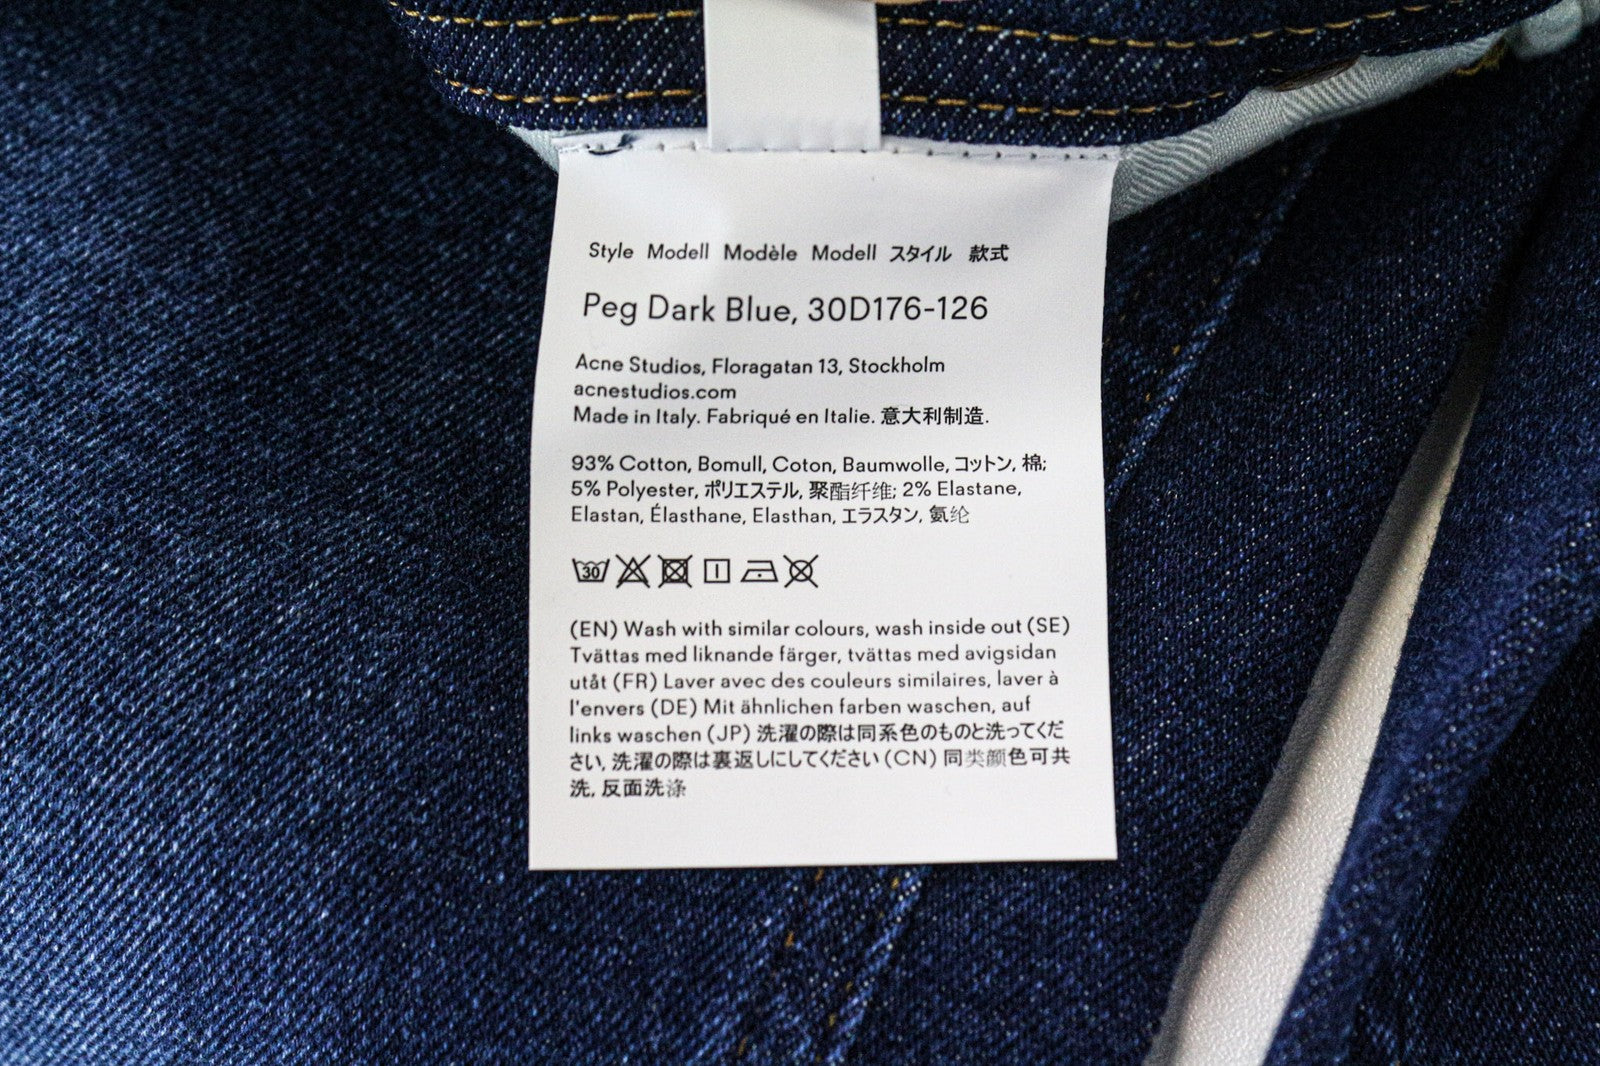 Style Modell Modèle Modell スタイル 款式
Peg Dark Blue, 30D176-126
Acne Studios, Floragatan 13, Stockholm
acnestudios.com
Made in Italy. Fabriqué en Italie. 意大利制造.
93% Cotton, Bomull, Coton, Baumwolle, コットン, 棉;
5% Polyester, ポリエステル, 聚酯纤维; 2% Elastane,
Elastan, Élasthane, Elasthan, エラスタン, 氨纶
30
(EN) Wash with similar colours, wash inside out (SE)
Tvättas med liknande färger, tvättas med avigsidan
utåt (FR) Laver avec des couleurs similaires, laver à
l'envers (DE) Mit ähnlichen farben waschen, auf
links waschen (JP) 洗濯の際は同系色のものと洗ってくだ
さい, 洗濯の際は裏返しにしてください (CN) 同类颜色可共
洗, 反面洗涤